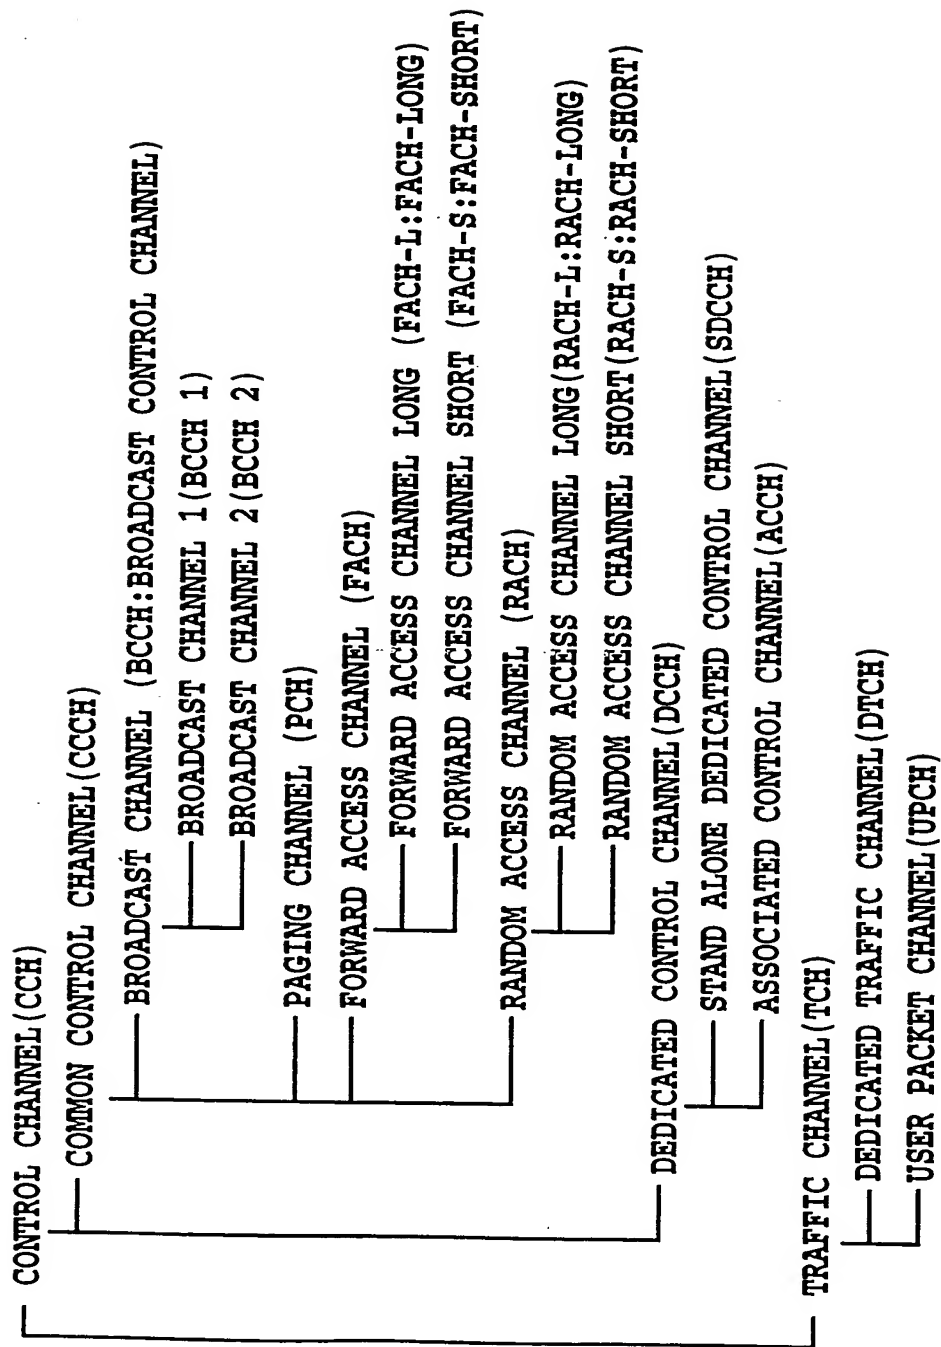 CONTROL CHANNEL(CCH)
COMMON CONTROL CHANNEL(CCCH)
BROADCAST CHANNEL (BCCH:BROADCAST CONTROL CHANNEL)
BROADCAST CHANNEL 1(BCCH 1)
BROADCAST CHANNEL 2(BCCH 2)
PAGING CHANNEL (PCH)
FORWARD ACCESS CHANNEL (FACH)
FORWARD ACCESS CHANNEL LONG (FACH-L:FACH-LONG)
FORWARD ACCESS CHANNEL SHORT (FACH-S:FACH-SHORT)
RANDOM ACCESS CHANNEL (RACH)
RANDOM ACCESS CHANNEL LONG(RACH-L:RACH-LONG)
RANDOM ACCESS CHANNEL SHORT(RACH-S:RACH-SHORT)
DEDICATED CONTROL CHANNEL(DCCH)
STAND ALONE DEDICATED CONTROL CHANNEL(SDCCH)
ASSOCIATED CONTROL CHANNEL(ACCH)
TRAFFIC CHANNEL(TCH)
DEDICATED TRAFFIC CHANNEL(DTCH)
USER PACKET CHANNEL(UPCH)